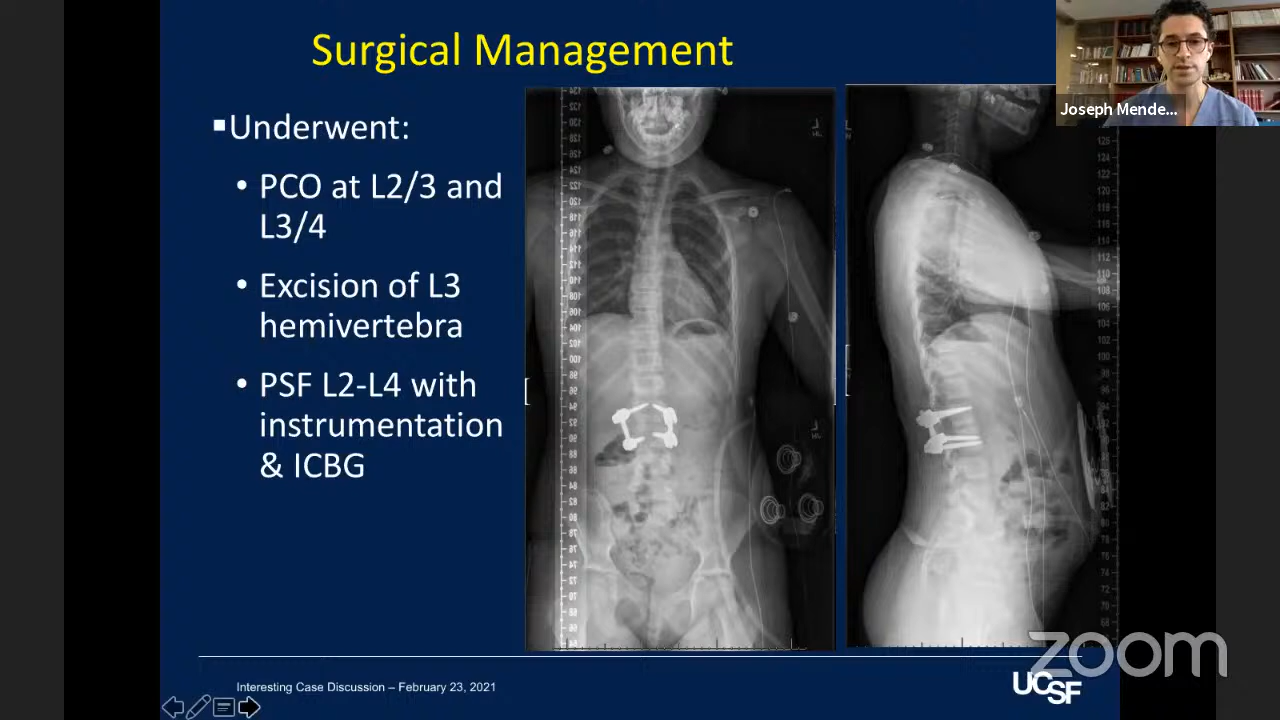 Surgical Management
Joseph Mende...
▪Underwent:
• PCO at L2/3 and
L3/4
• Excision of L3
hemivertebra
• PSF L2-L4 with
instrumentation
& ICBG
zoom
Interesting Case Discussion – February 23, 2021
UCSF